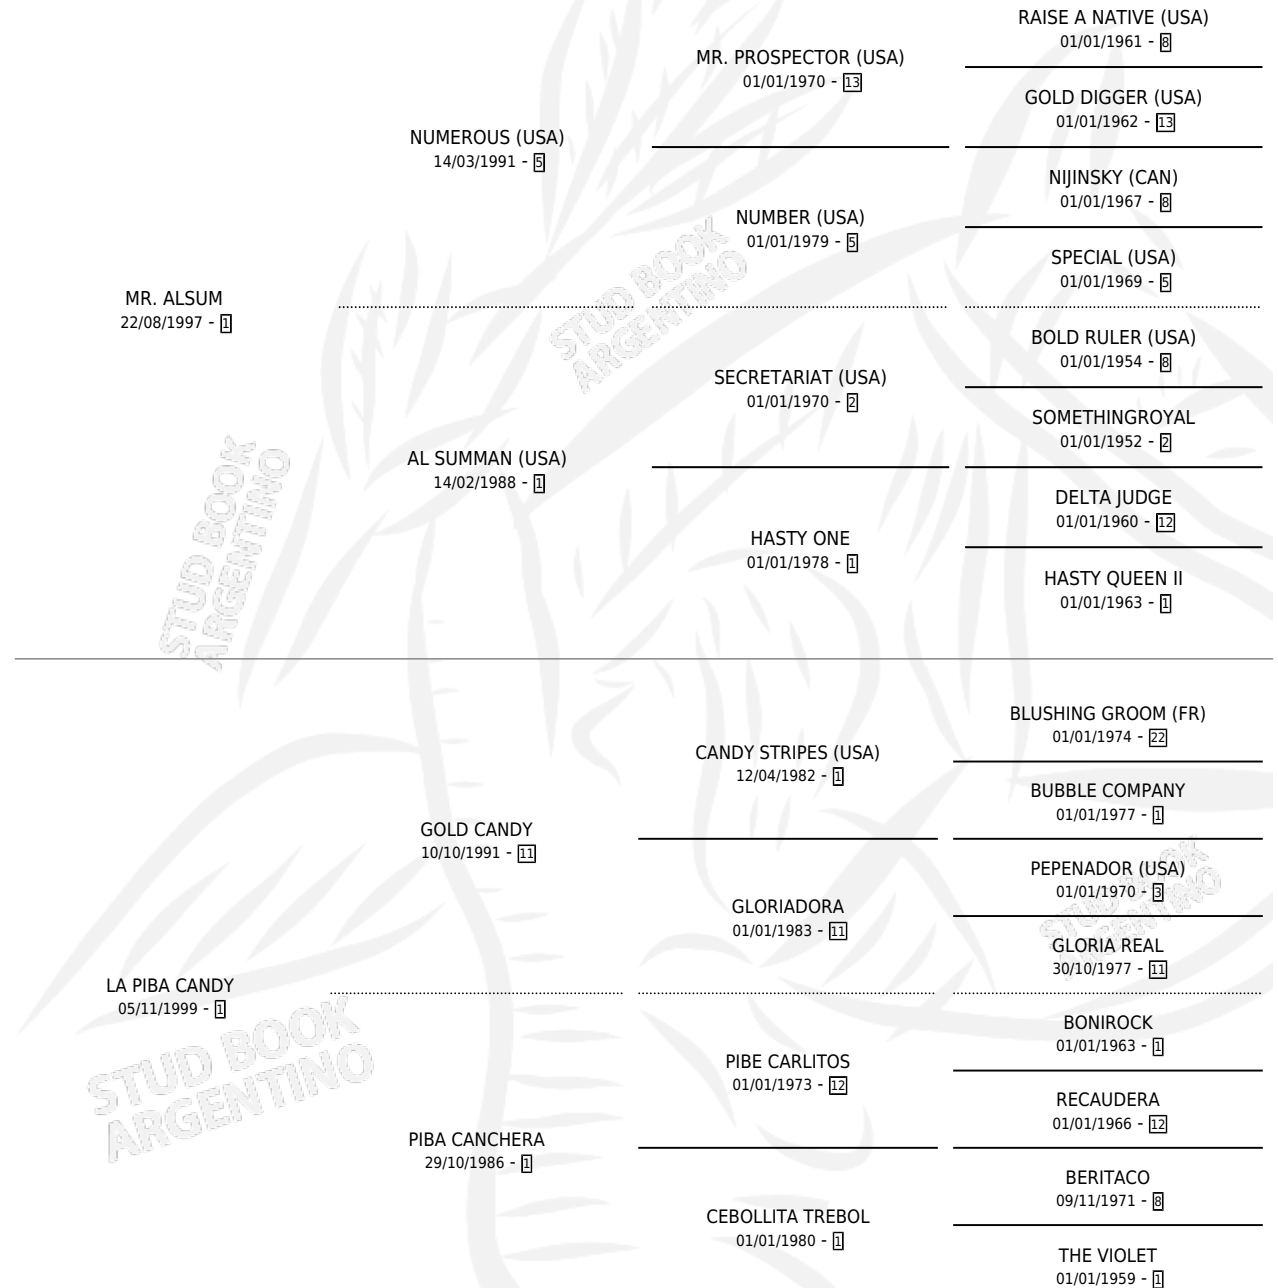 RAISE A NATIVE (USA)
01/01/1961 - 8
MR. PROSPECTOR (USA)
01/01/1970 - 13
GOLD DIGGER (USA)
01/01/1962 - 13
NUMEROUS (USA)
14/03/1991 - 5
NIJINSKY (CAN)
01/01/1967 - 8
NUMBER (USA)
01/01/1979 - 5
SPECIAL (USA)
01/01/1969 - 5
MR. ALSUM
22/08/1997 - 1
BOLD RULER (USA)
01/01/1954 - 8
SECRETARIAT (USA)
01/01/1970 - 2
SOMETHINGROYAL
01/01/1952 - 2
AL SUMMAN (USA)
14/02/1988 - 1
DELTA JUDGE
01/01/1960 - 12
HASTY ONE
01/01/1978 - 1
HASTY QUEEN II
01/01/1963 - 1
BLUSHING GROOM (FR)
01/01/1974 - 22
CANDY STRIPES (USA)
12/04/1982 - 1
BUBBLE COMPANY
01/01/1977 - 1
GOLD CANDY
10/10/1991 - 11
PEPENADOR (USA)
01/01/1970 - 3
GLORIADORA
01/01/1983 - 11
GLORIA REAL
30/10/1977 - 11
LA PIBA CANDY
05/11/1999 - 1
BONIROCK
01/01/1963 - 1
PIBE CARLITOS
01/01/1973 - 12
RECAUDERA
01/01/1966 - 12
PIBA CANCHERA
29/10/1986 - 1
BERITACO
09/11/1971 - 8
CEBOLLITA TREBOL
01/01/1980 - 1
THE VIOLET
01/01/1959 - 1
STUD BOOK
ARGENTINO
STUD BOOK
ARGENTINO
STUD BOOK
ARGENTINO
STUD BOOK
ARGENTINO